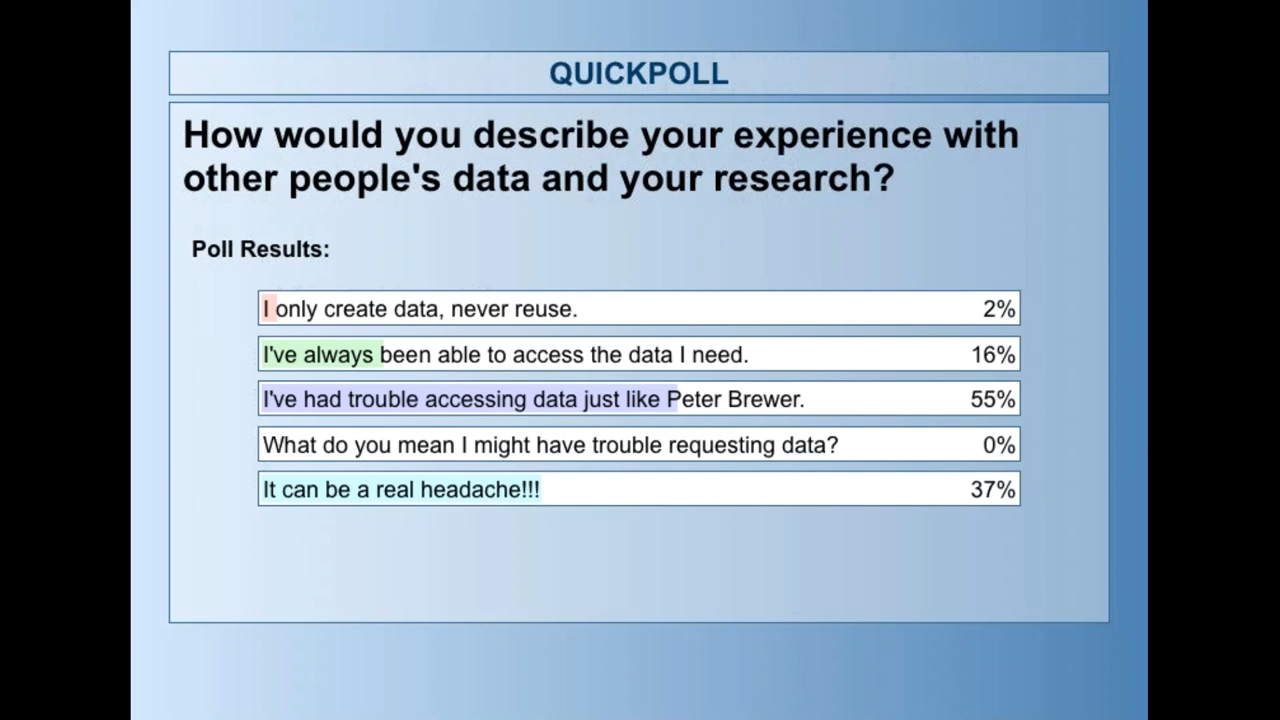 QUICKPOLL
How would you describe your experience with
other people's data and your research?
Poll Results:
I only create data, never reuse. 2%
I've always been able to access the data I need. 16%
I've had trouble accessing data just like Peter Brewer. 55%
What do you mean I might have trouble requesting data? 0%
It can be a real headache!!! 37%